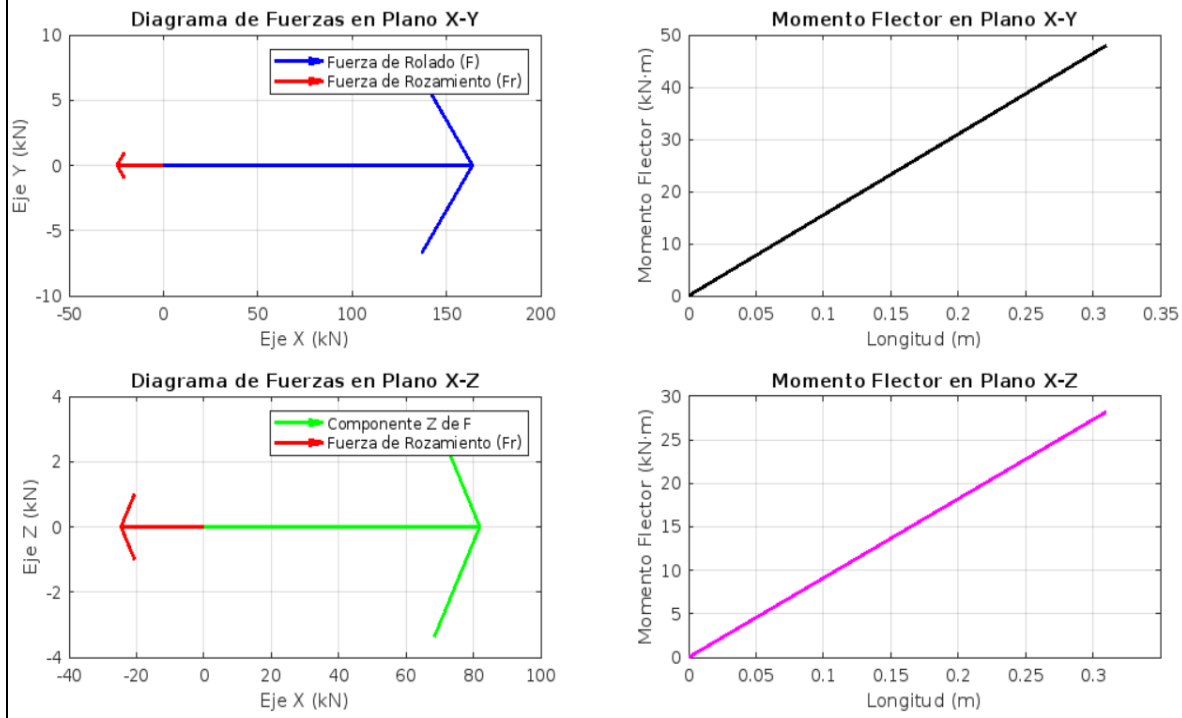 Diagrama de Fuerzas en Plano X-Y
10
5
0
-5
-10
Eje Y (kN)
Fuerza de Rolado (F)
Fuerza de Rozamiento (Fr)
-50 0 50 100 150 200
Eje X (kN)
Momento Flector en Plano X-Y
50
40
30
20
10
0
Momento Flector (kN·m)
0 0.05 0.1 0.15 0.2 0.25 0.3 0.35
Longitud (m)
Diagrama de Fuerzas en Plano X-Z
4
2
0
-2
-4
Eje Z (kN)
Componente Z de F
Fuerza de Rozamiento (Fr)
-40 -20 0 20 40 60 80 100
Eje X (kN)
Momento Flector en Plano X-Z
30
25
20
15
10
5
0
Momento Flector (kN·m)
0 0.05 0.1 0.15 0.2 0.25 0.3
Longitud (m)